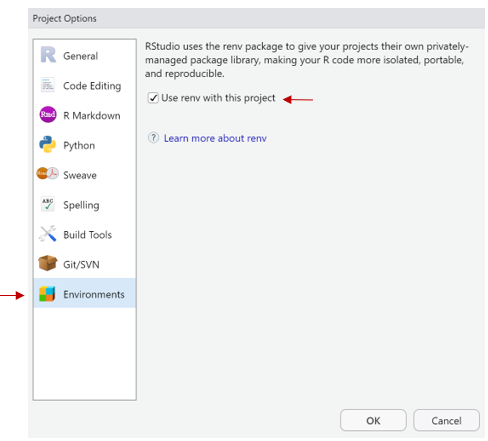 Project Options
General
Code Editing
Rmd R Markdown
Python
Sweave
ABC
Spelling
Build Tools
Git/SVN
Environments
RStudio uses the renv package to give your projects their own privately-
managed package library, making your R code more isolated, portable,
and reproducible.
Use renv with this project
? Learn more about renv
OK
Cancel